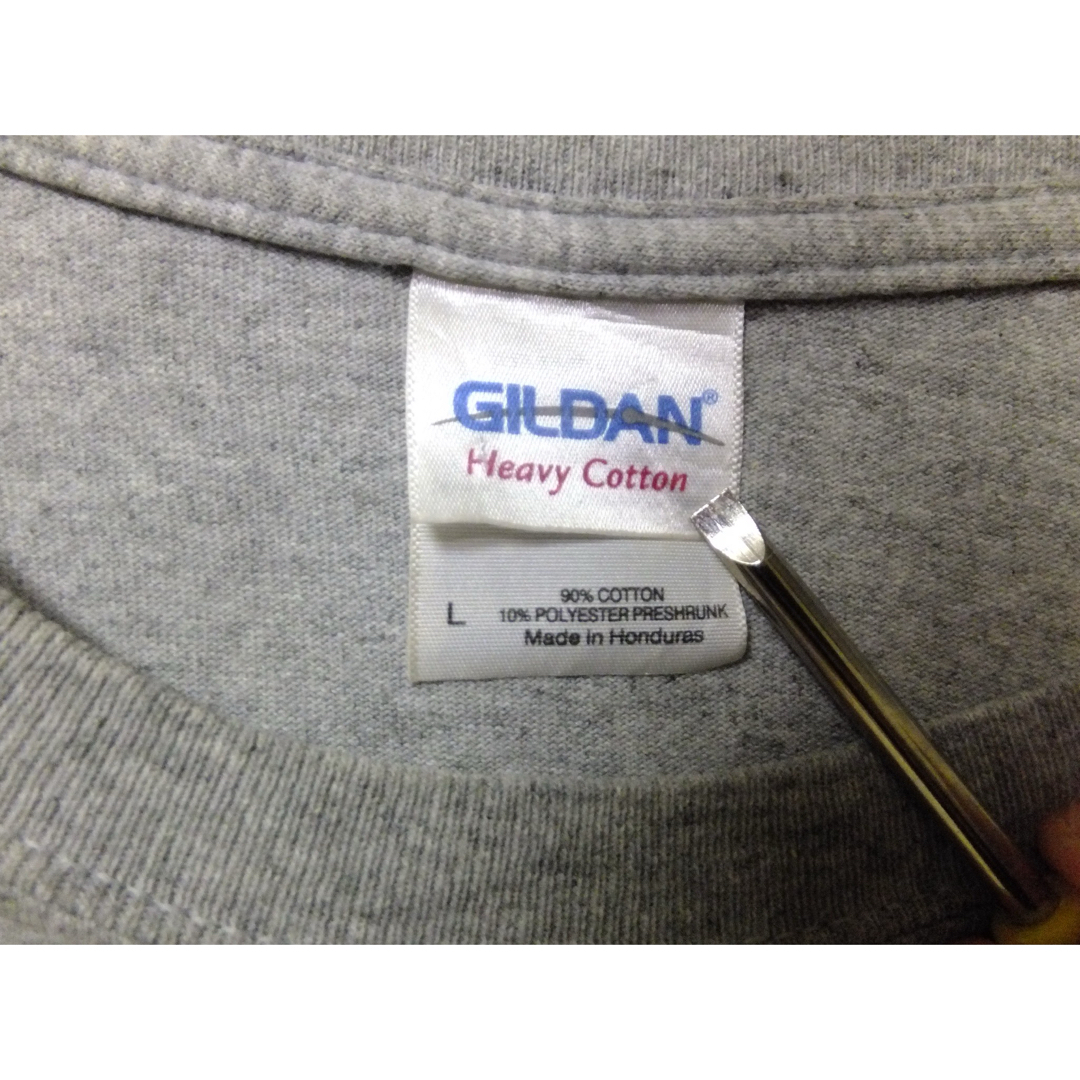 GILDAN®
Heavy Cotton
L
90% COTTON
10% POLYESTER PRESHRUNK
Made in Honduras